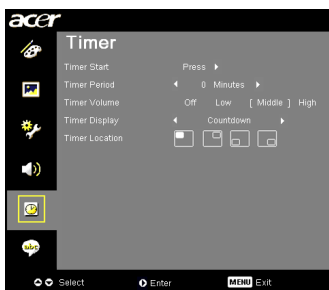 acer
Timer
Timer Start Press
Timer Period 0 Minutes
Timer Volume Off Low [ Middle ] High
Timer Display Countdown
Timer Location
abc
Select Enter MENU Exit